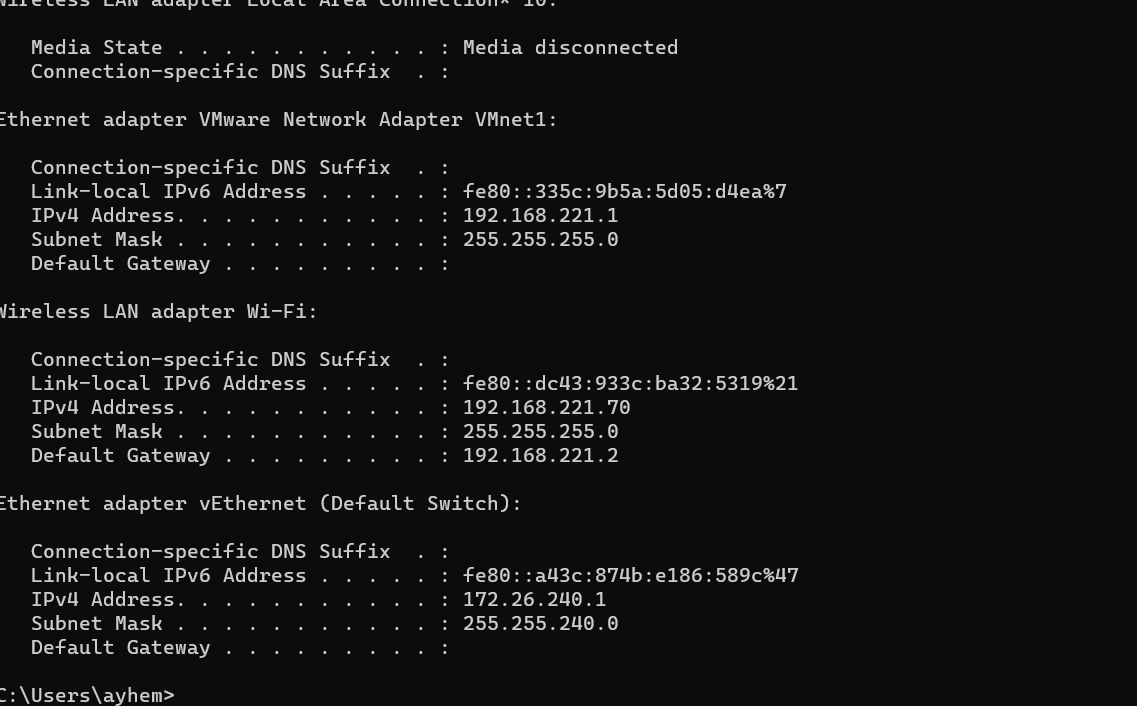 Wireless LAN adapter Local Area Connection* 10:
Media State . . . . . . . . . . . : Media disconnected
Connection-specific DNS Suffix  . :
Ethernet adapter VMware Network Adapter VMnet1:
Connection-specific DNS Suffix  . :
Link-local IPv6 Address . . . . . : fe80::335c:9b5a:5d05:d4ea%7
IPv4 Address. . . . . . . . . . . : 192.168.221.1
Subnet Mask . . . . . . . . . . . : 255.255.255.0
Default Gateway . . . . . . . . . :
Wireless LAN adapter Wi-Fi:
Connection-specific DNS Suffix  . :
Link-local IPv6 Address . . . . . : fe80::dc43:933c:ba32:5319%21
IPv4 Address. . . . . . . . . . . : 192.168.221.70
Subnet Mask . . . . . . . . . . . : 255.255.255.0
Default Gateway . . . . . . . . . : 192.168.221.2
Ethernet adapter vEthernet (Default Switch):
Connection-specific DNS Suffix  . :
Link-local IPv6 Address . . . . . : fe80::a43c:874b:e186:589c%47
IPv4 Address. . . . . . . . . . . : 172.26.240.1
Subnet Mask . . . . . . . . . . . : 255.255.240.0
Default Gateway . . . . . . . . . :
C:\Users\ayhem>